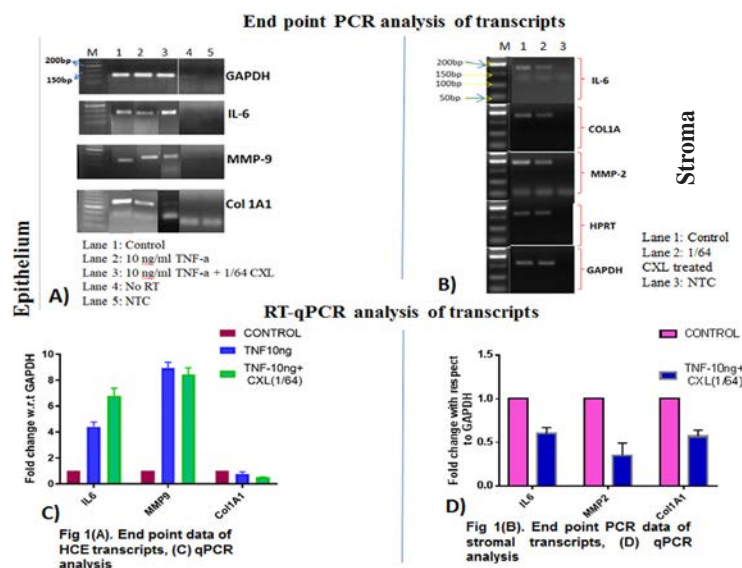 End point PCR analysis of transcripts
Epithelium
M 1 2 3 4 5
200bp
150bp
GAPDH
IL-6
MMP-9
Col 1A1
Lane 1: Control
Lane 2: 10 ng/ml TNF-a
Lane 3: 10 ng/ml TNF-a + 1/64 CXL
Lane 4: No RT
Lane 5: NTC
A)
M 1 2 3
200bp
150bp
100bp
50bp
IL-6
COL1A
MMP-2
HPRT
GAPDH
Stroma
Lane 1: Control
Lane 2: 1/64
CXL treated
Lane 3: NTC
B)
RT-qPCR analysis of transcripts
CONTROL
TNF10ng
TNF-10ng+
CXL(1/64)
Fold change w.r.t GAPDH
10
8
6
4
2
0
IL6
MMP9
Col1A1
C)
Fig 1(A). End point data of
HCE transcripts, (C) qPCR
analysis
CONTROL
TNF-10ng+
CXL(1/64)
Fold change with respect
to GAPDH
1.5
1.0
0.5
0.0
IL6
MMP2
Col1A1
D)
Fig 1(B). End point PCR data of
stromal transcripts, (D) qPCR
analysis